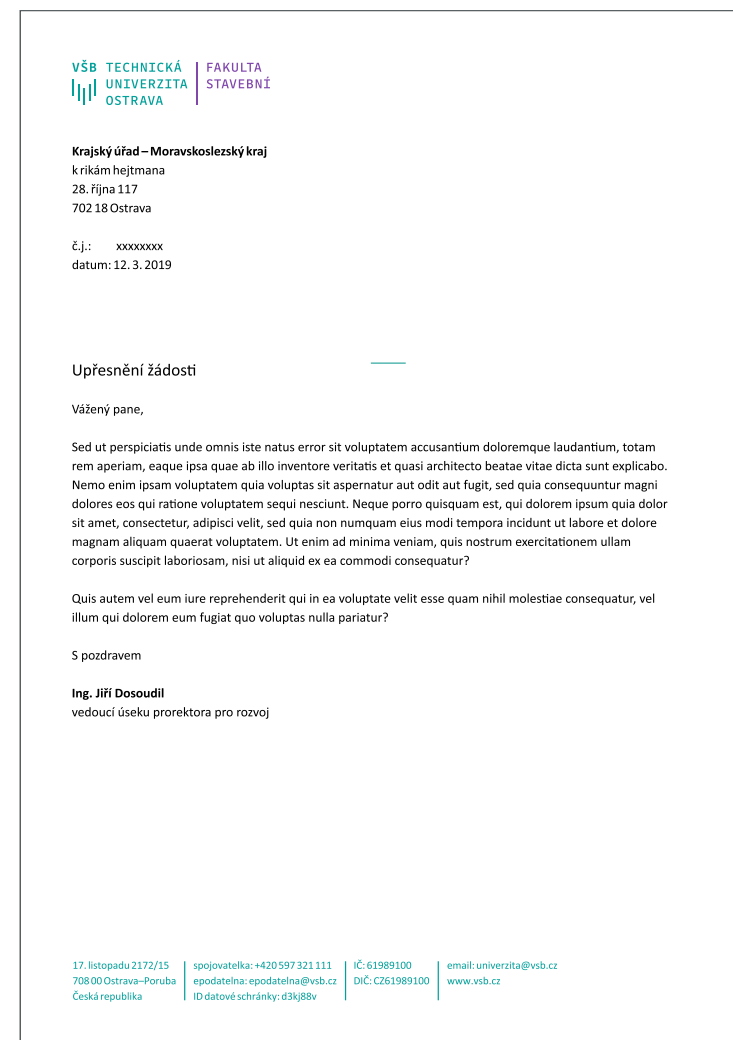 VŠB TECHNICKÁ
UNIVERZITA
OSTRAVA
FAKULTA
STAVEBNÍ
Krajský úřad – Moravskoslezský kraj
k rikám hejtmana
28. října 117
702 18 Ostrava
č.j.: xxxxxxxx
datum: 12. 3. 2019
Upřesnění žádosti
Vážený pane,
Sed ut perspiciatis unde omnis iste natus error sit voluptatem accusantium doloremque laudantium, totam
rem aperiam, eaque ipsa quae ab illo inventore veritatis et quasi architecto beatae vitae dicta sunt explicabo.
Nemo enim ipsam voluptatem quia voluptas sit aspernatur aut odit aut fugit, sed quia consequuntur magni
dolores eos qui ratione voluptatem sequi nesciunt. Neque porro quisquam est, qui dolorem ipsum quia dolor
sit amet, consectetur, adipisci velit, sed quia non numquam eius modi tempora incidunt ut labore et dolore
magnam aliquam quaerat voluptatem. Ut enim ad minima veniam, quis nostrum exercitationem ullam
corporis suscipit laboriosam, nisi ut aliquid ex ea commodi consequatur?
Quis autem vel eum iure reprehenderit qui in ea voluptate velit esse quam nihil molestiae consequatur, vel
illum qui dolorem eum fugiat quo voluptas nulla pariatur?
S pozdravem
Ing. Jiří Dosoudil
vedoucí úseku prorektora pro rozvoj
17. listopadu 2172/15
708 00 Ostrava–Poruba
Česká republika
spojovatelka: +420 597 321 111
epodatelna: epodatelna@vsb.cz
ID datové schránky: d3kj88v
IČ: 61989100
DIČ: CZ61989100
email: univerzita@vsb.cz
www.vsb.cz